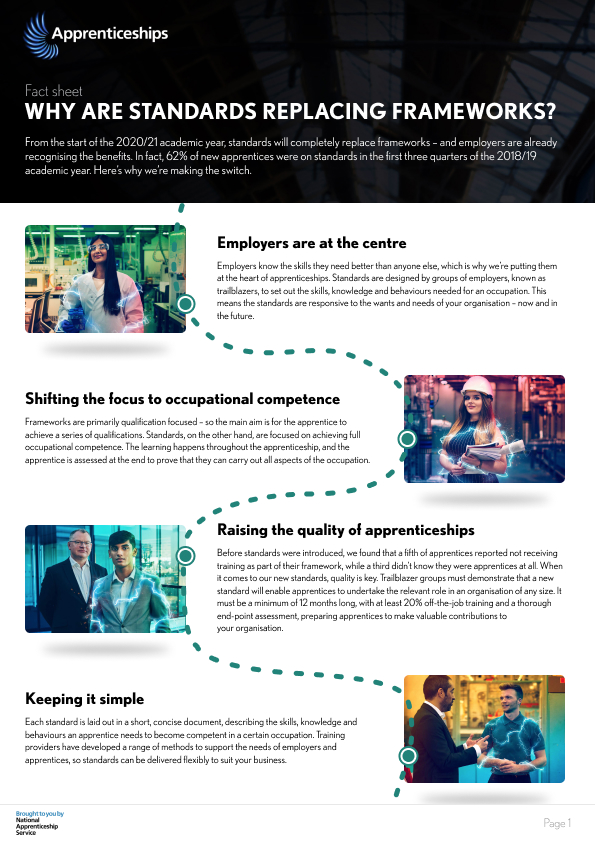 Apprenticeships
Fact sheet
WHY ARE STANDARDS REPLACING FRAMEWORKS?
From the start of the 2020/21 academic year, standards will completely replace frameworks – and employers are already
recognising the benefits. In fact, 62% of new apprentices were on standards in the first three quarters of the 2018/19
academic year. Here's why we're making the switch.
Employers are at the centre
Employers know the skills they need better than anyone else, which is why we're putting them
at the heart of apprenticeships. Standards are designed by groups of employers, known as
trailblazers, to set out the skills, knowledge and behaviours needed for an occupation. This
means the standards are responsive to the wants and needs of your organisation – now and in
the future.
Shifting the focus to occupational competence
Frameworks are primarily qualification focused – so the main aim is for the apprentice to
achieve a series of qualifications. Standards, on the other hand, are focused on achieving full
occupational competence. The learning happens throughout the apprenticeship, and the
apprentice is assessed at the end to prove that they can carry out all aspects of the occupation.
Raising the quality of apprenticeships
Before standards were introduced, we found that a fifth of apprentices reported not receiving
training as part of their framework, while a third didn't know they were apprentices at all. When
it comes to our new standards, quality is key. Trailblazer groups must demonstrate that a new
standard will enable apprentices to undertake the relevant role in an organisation of any size. It
must be a minimum of 12 months long, with at least 20% off-the-job training and a thorough
end-point assessment, preparing apprentices to make valuable contributions to
your organisation.
Keeping it simple
Each standard is laid out in a short, concise document, describing the skills, knowledge and
behaviours an apprentice needs to become competent in a certain occupation. Training
providers have developed a range of methods to support the needs of employers and
apprentices, so standards can be delivered flexibly to suit your business.
Brought to you by
National
Apprenticeship
Service
Page 1